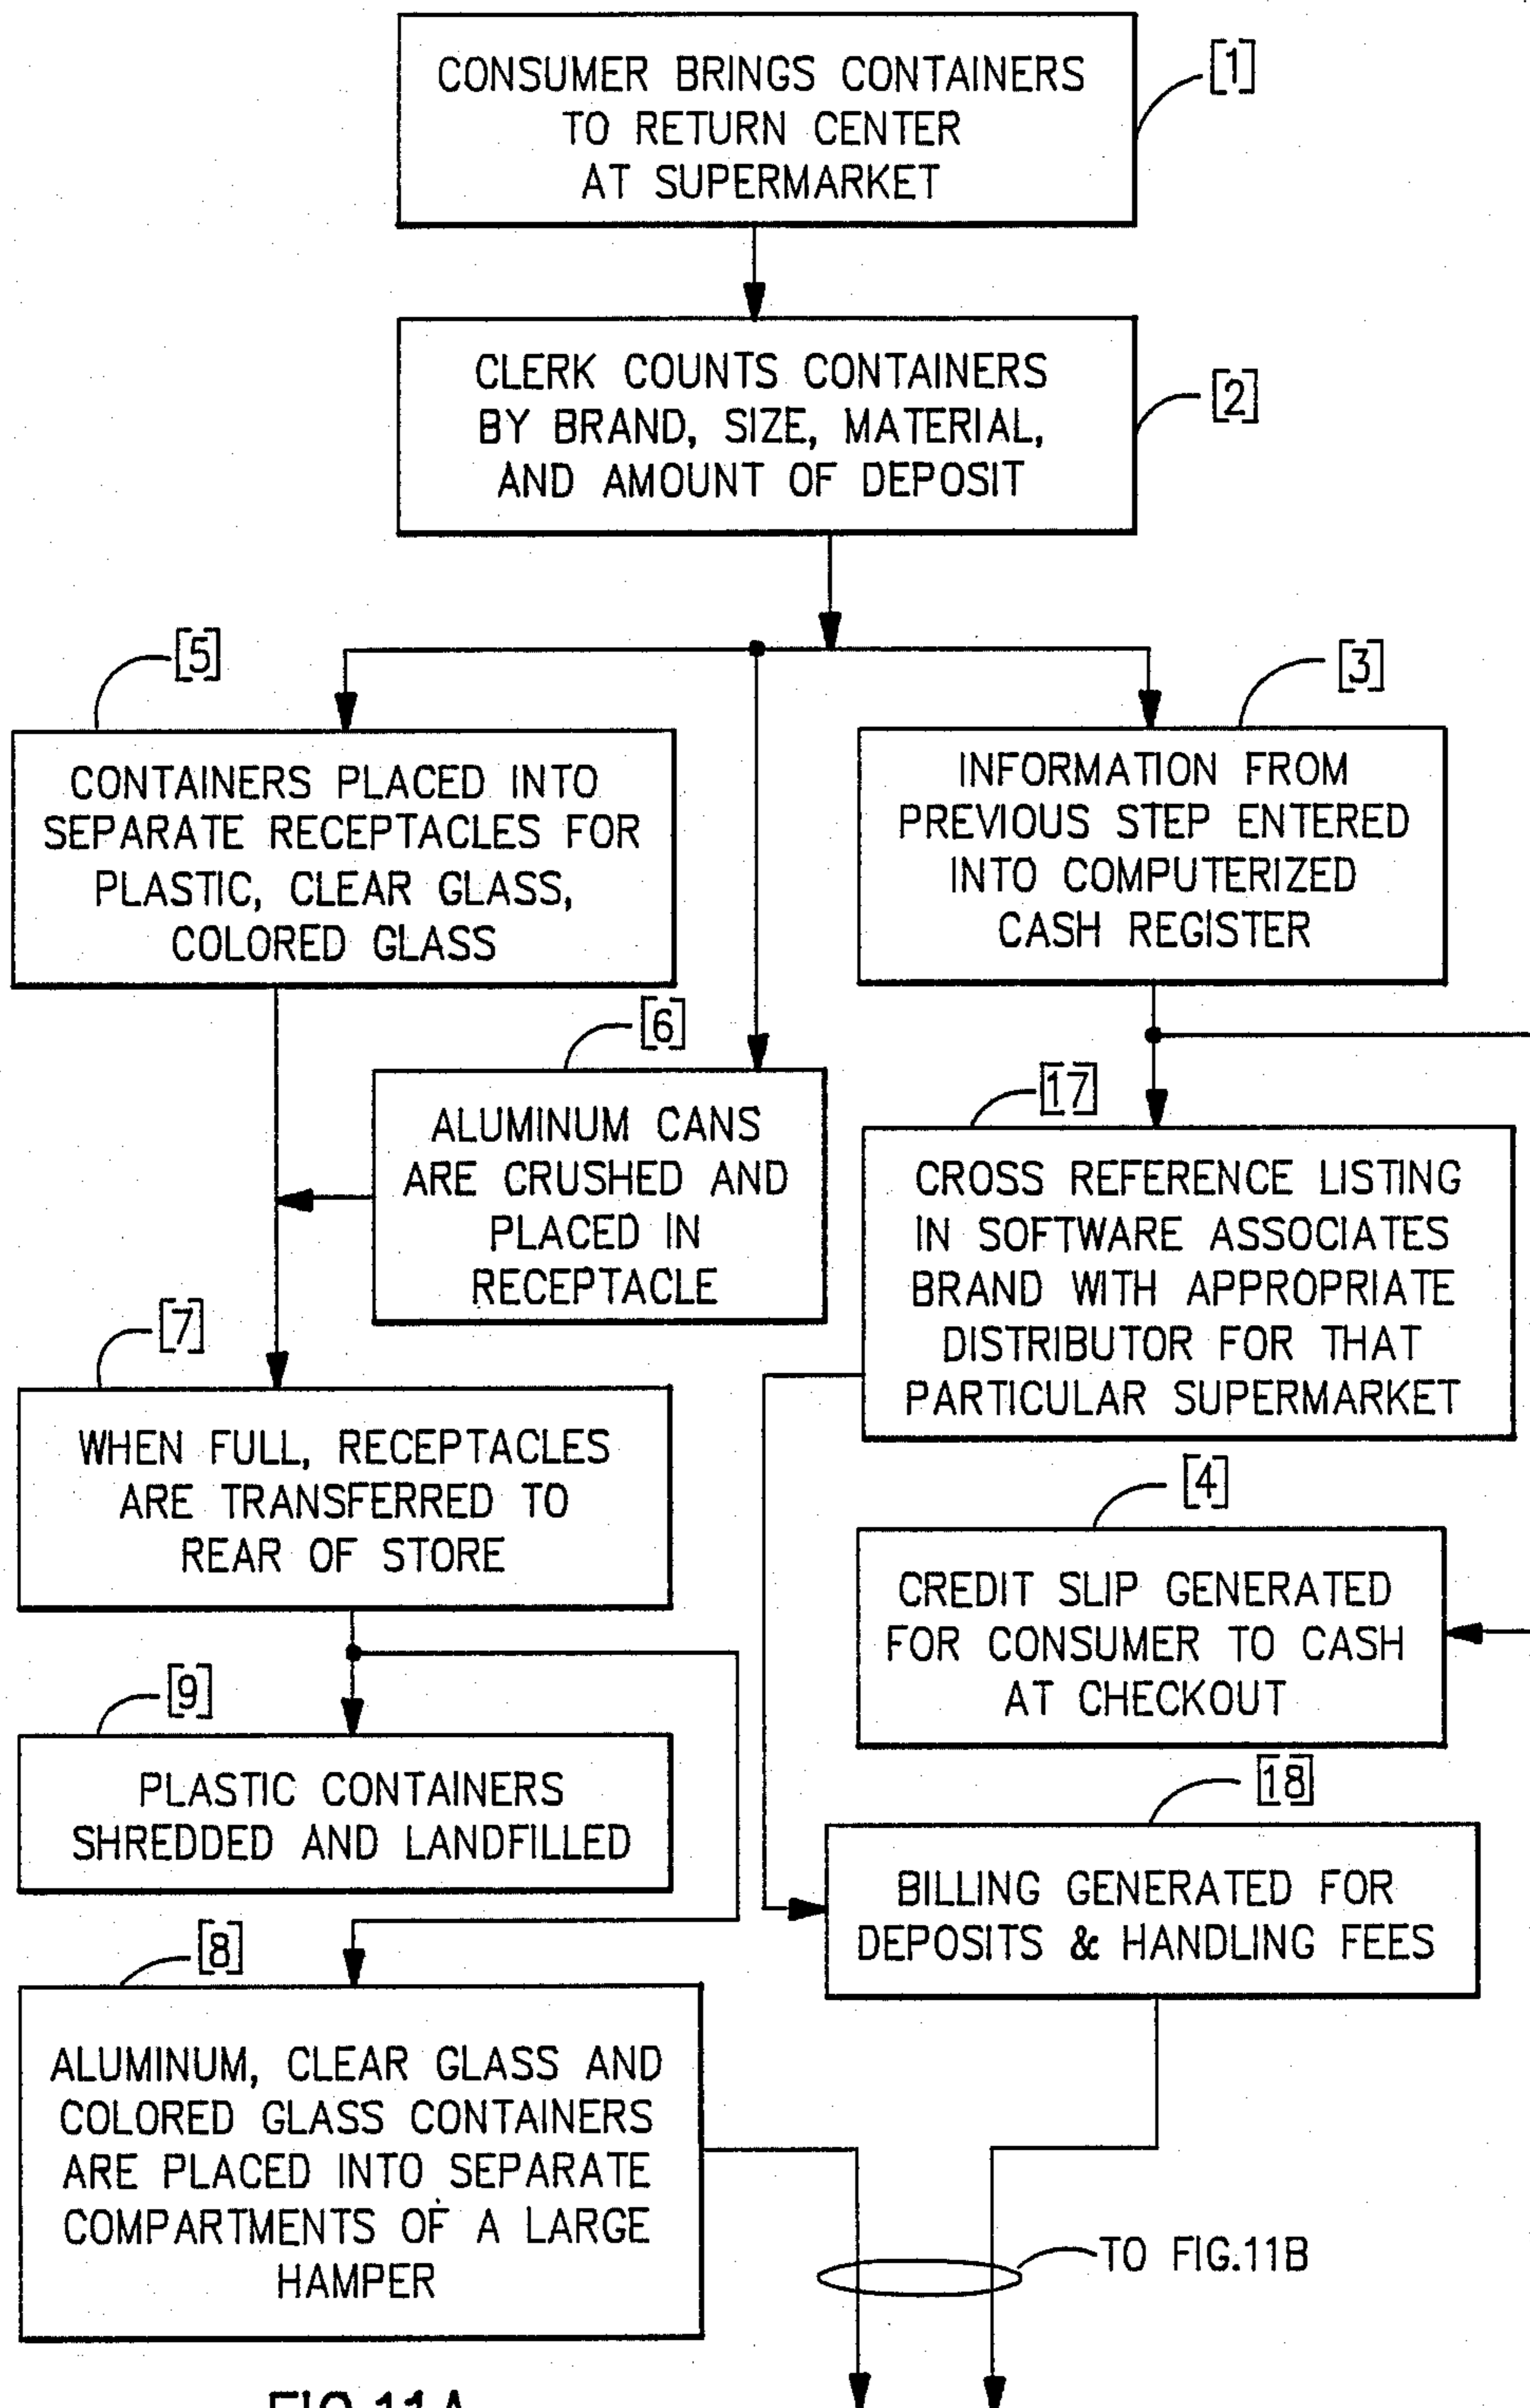 CONSUMER BRINGS CONTAINERS
TO RETURN CENTER
AT SUPERMARKET
[1]
CLERK COUNTS CONTAINERS
BY BRAND, SIZE, MATERIAL,
AND AMOUNT OF DEPOSIT
[2]
[5]
CONTAINERS PLACED INTO
SEPARATE RECEPTACLES FOR
PLASTIC, CLEAR GLASS,
COLORED GLASS
[3]
INFORMATION FROM
PREVIOUS STEP ENTERED
INTO COMPUTERIZED
CASH REGISTER
[6]
ALUMINUM CANS
ARE CRUSHED AND
PLACED IN
RECEPTACLE
[17]
CROSS REFERENCE LISTING
IN SOFTWARE ASSOCIATES
BRAND WITH APPROPRIATE
DISTRIBUTOR FOR THAT
PARTICULAR SUPERMARKET
[7]
WHEN FULL, RECEPTACLES
ARE TRANSFERRED TO
REAR OF STORE
[4]
CREDIT SLIP GENERATED
FOR CONSUMER TO CASH
AT CHECKOUT
[9]
PLASTIC CONTAINERS
SHREDDED AND LANDFILLED
[18]
BILLING GENERATED FOR
DEPOSITS & HANDLING FEES
[8]
ALUMINUM, CLEAR GLASS AND
COLORED GLASS CONTAINERS
ARE PLACED INTO SEPARATE
COMPARTMENTS OF A LARGE
HAMPER
TO FIG.11B
FIG.11A